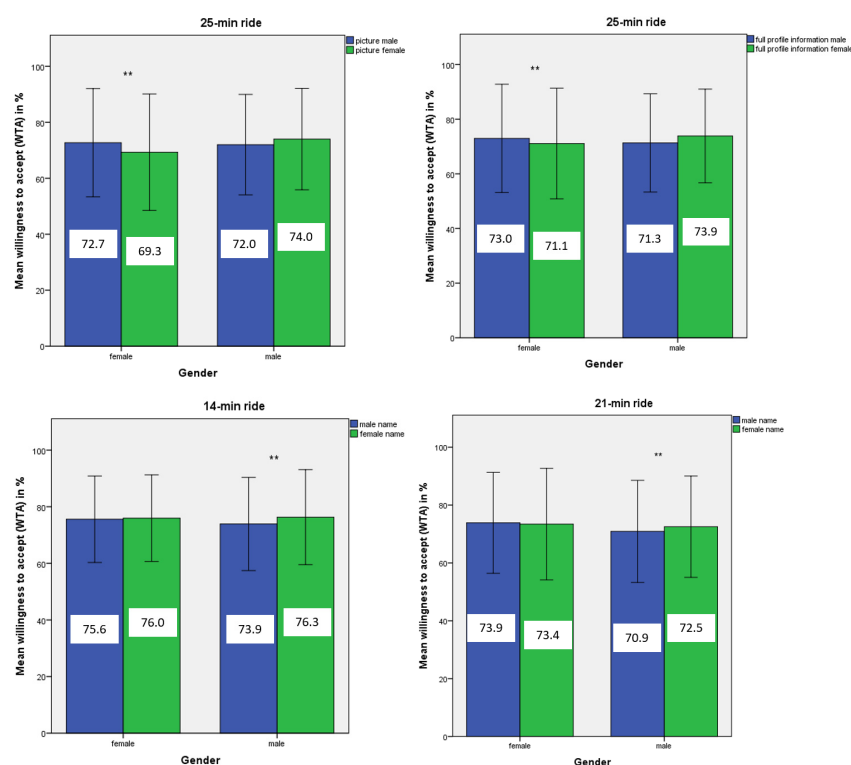 25-min ride
picture male
picture female
**
100
80
60
40
20
0
72.7
69.3
72.0
74.0
female
male
Gender
Mean willingness to accept (WTA) in %
25-min ride
full profile information male
full profile information female
**
100
80
60
40
20
0
73.0
71.1
71.3
73.9
female
male
Gender
Mean willingness to accept (WTA) in %
14-min ride
male name
female name
**
100
80
60
40
20
0
75.6
76.0
73.9
76.3
female
male
Gender
Mean willingness to accept (WTA) in %
21-min ride
male name
female name
**
100
80
60
40
20
0
73.9
73.4
70.9
72.5
female
male
Gender
Mean willingness to accept (WTA) in %